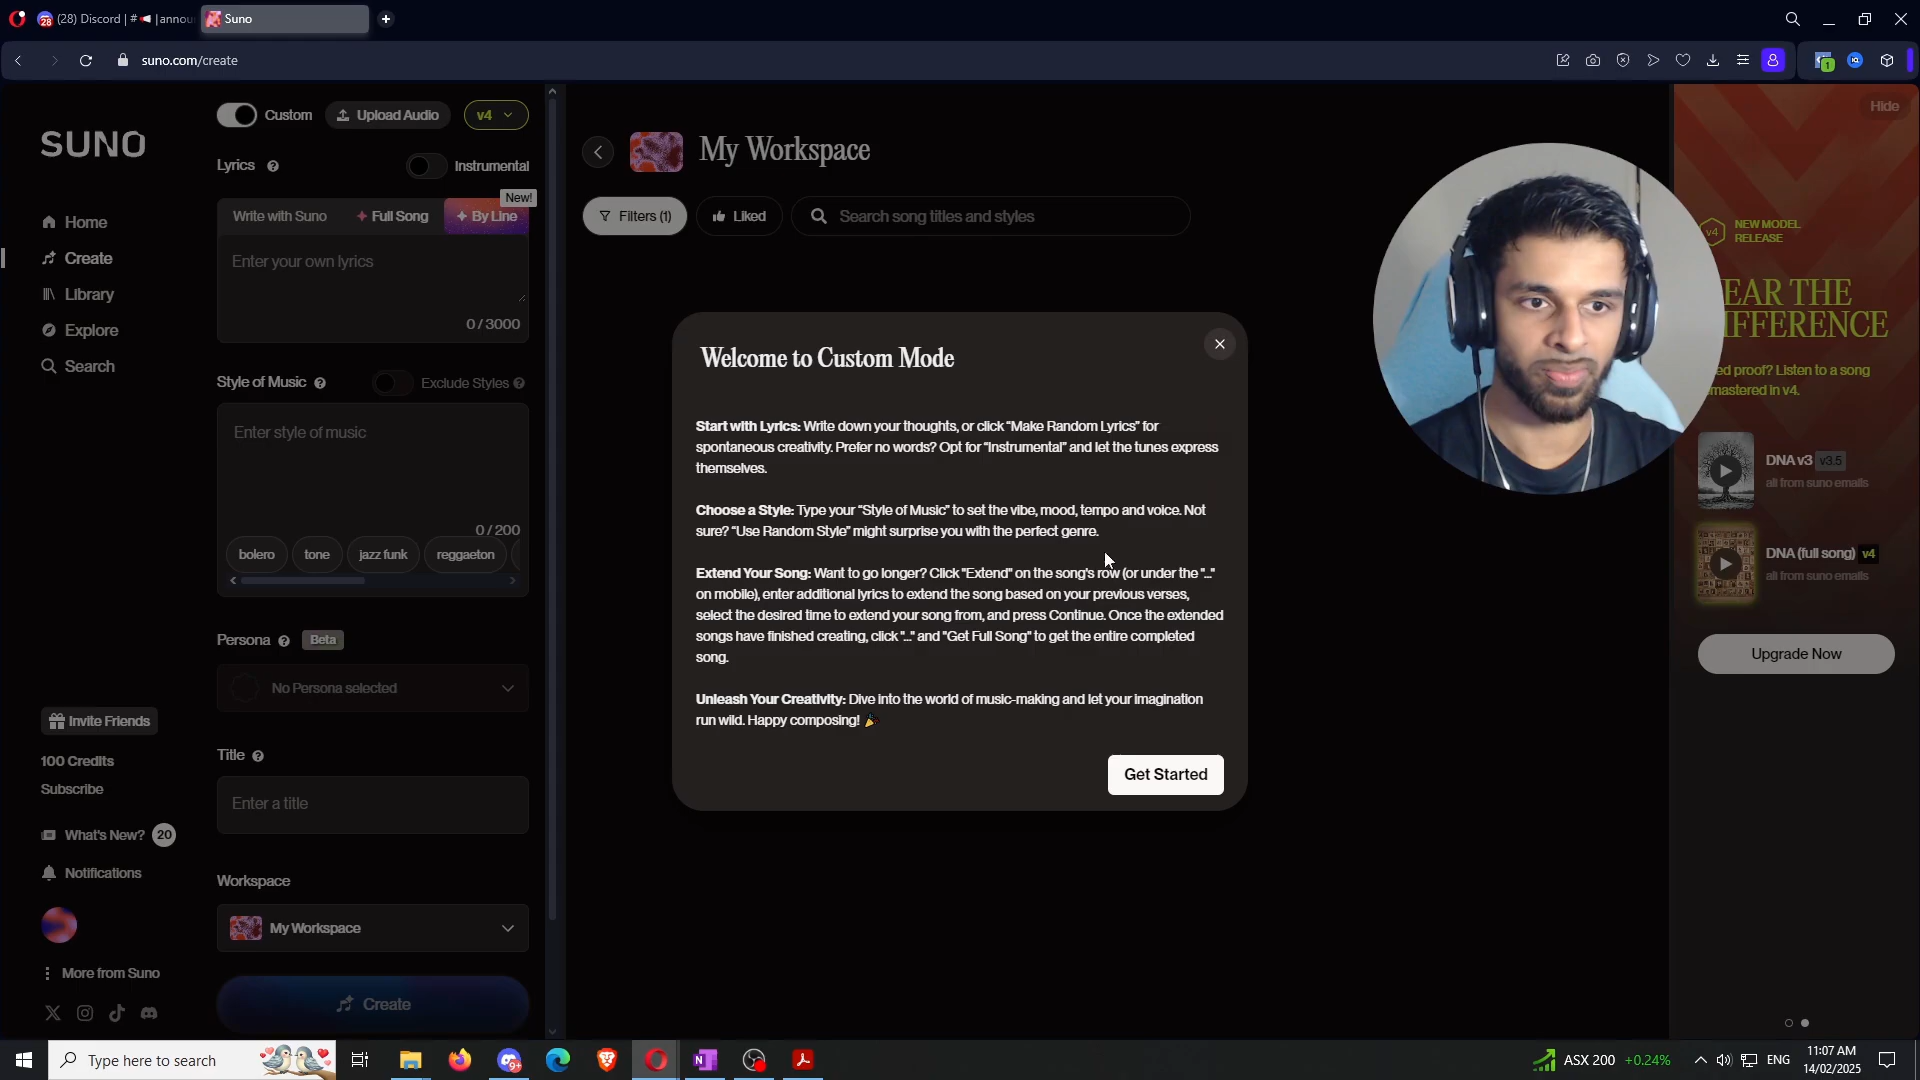 (28) Discord | #
|annou
Suno
suno.com/create
1
SUNO
Home
Create
Library
Explore
Search
Invite Friends
100 Credits
Subscribe
What's New? 20
Notifications
More from Suno
Custom
Upload Audio
v4
Lyrics
Instrumental
New!
Write with Suno
Full Song
By Line
Enter your own lyrics
0 / 3000
Style of Music
Exclude Styles
Enter style of music
0 / 200
bolero
tone
jazz funk
reggaeton
Persona
Beta
No Persona selected
Title
Enter a title
Workspace
My Workspace
Create
My Workspace
Filters (1)
Liked
Search song titles and styles
Welcome to Custom Mode
Start with Lyrics: Write down your thoughts, or click “Make Random Lyrics” for
spontaneous creativity. Prefer no words? Opt for “Instrumental” and let the tunes express
themselves.
Choose a Style: Type your “Style of Music” to set the vibe, mood, tempo and voice. Not
sure? “Use Random Style” might surprise you with the perfect genre.
Extend Your Song: Want to go longer? Click "Extend" on the song's row (or under the "..."
on mobile), enter additional lyrics to extend the song based on your previous verses,
select the desired time to extend your song from, and press Continue. Once the extended
songs have finished creating, click "..." and "Get Full Song" to get the entire completed
song.
Unleash Your Creativity: Dive into the world of music-making and let your imagination
run wild. Happy composing! 🎉
Get Started
Hide
v4
NEW MODEL
RELEASE
EAR THE
IFFERENCE
ed proof? Listen to a song
mastered in v4.
DNA v3 v3.5
ali from suno emails
DNA (full song) v4
ali from suno emails
Upgrade Now
Type here to search
9+
ASX 200 +0.24%
ENG
11:07 AM
14/02/2025